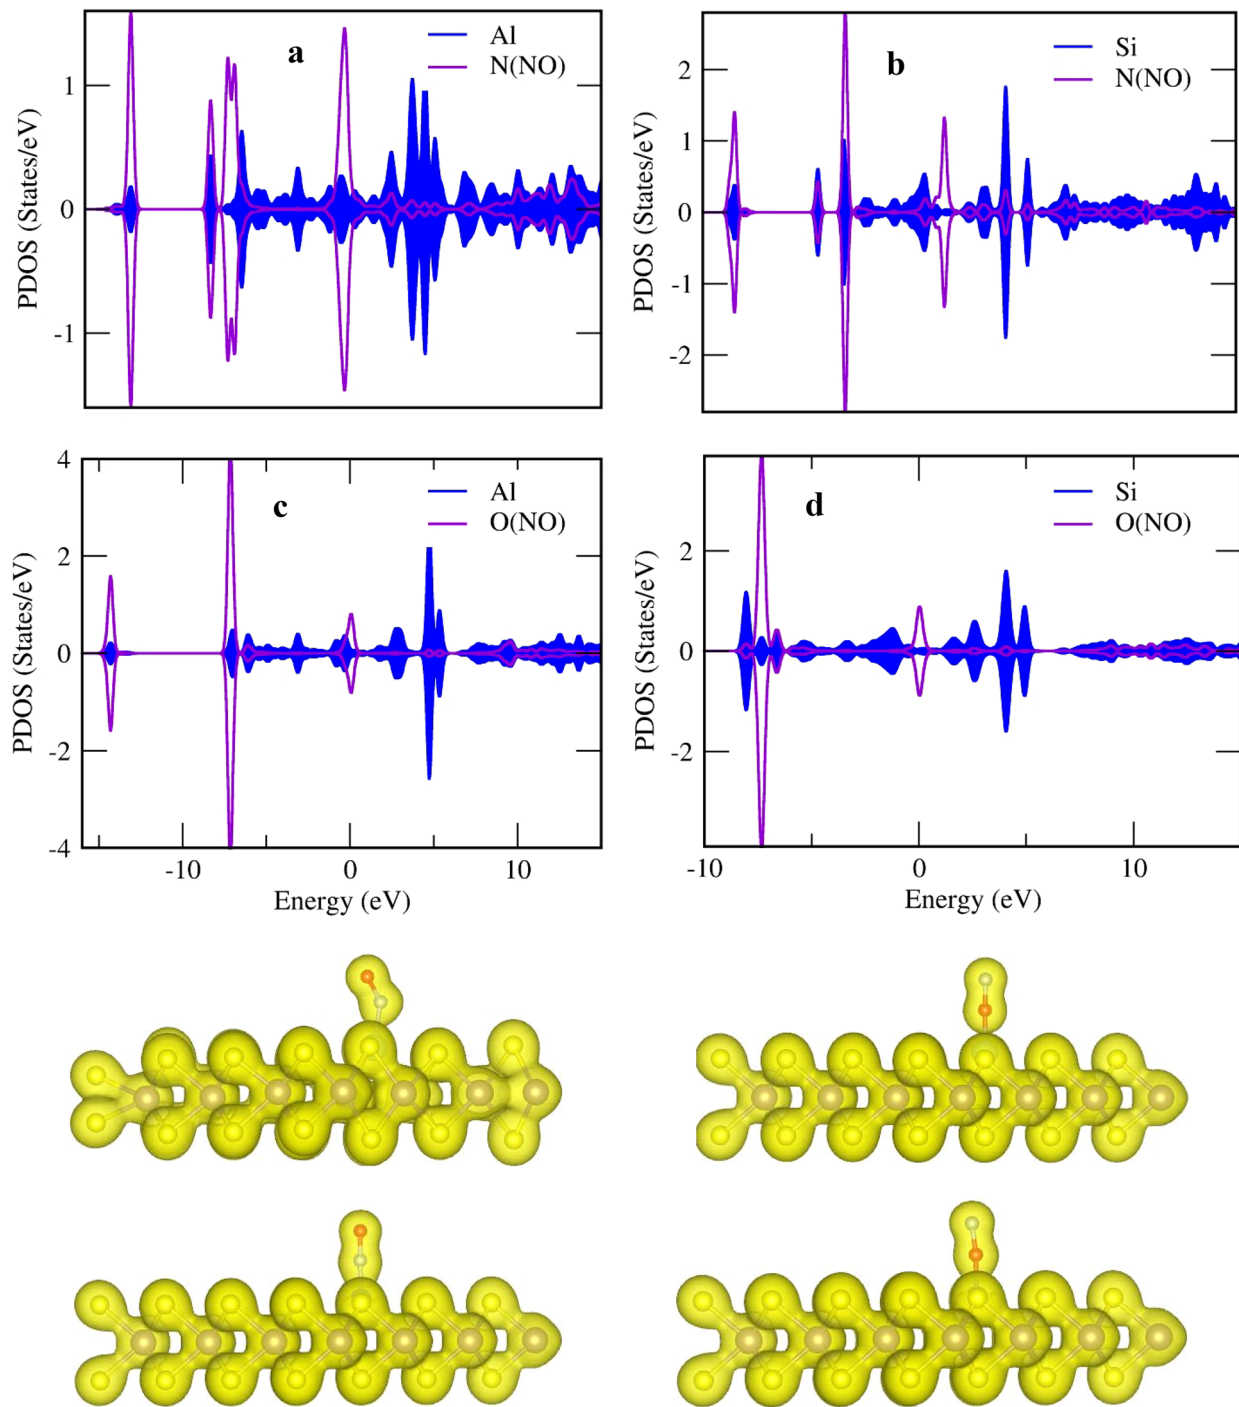 a
Al
N(NO)
PDOS (States/eV)
1
0
-1
b
Si
N(NO)
PDOS (States/eV)
2
1
0
-1
-2
c
Al
O(NO)
PDOS (States/eV)
4
2
0
-2
-4
-10 0 10
Energy (eV)
d
Si
O(NO)
PDOS (States/eV)
2
0
-2
-10 0 10
Energy (eV)